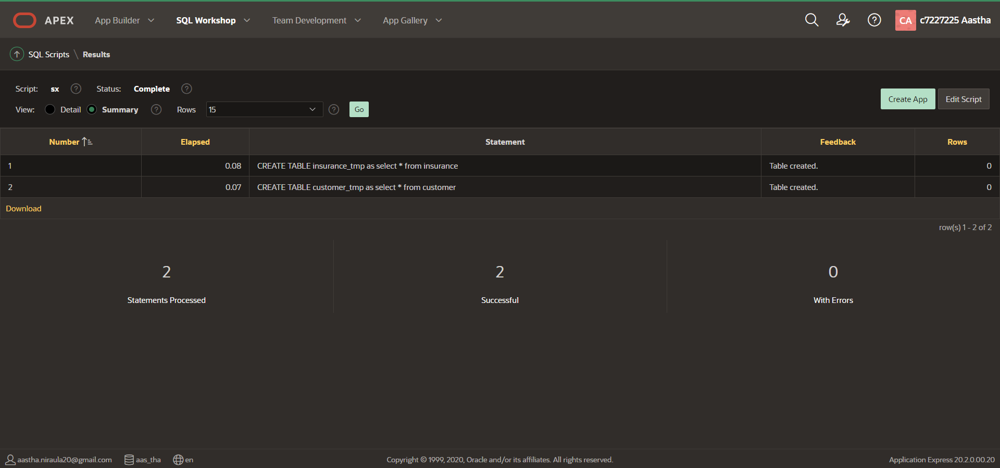 APEX App Builder SQL Workshop Team Development App Gallery CA c7227225 Aastha
SQL Scripts \ Results
Script: sx ? Status: Complete ?
View: Detail Summary ? Rows 15 ? Go Create App Edit Script
Number Elapsed Statement Feedback Rows
1 0.08 CREATE TABLE insurance_tmp as select * from insurance Table created. 0
2 0.07 CREATE TABLE customer_tmp as select * from customer Table created. 0
Download
row(s) 1 - 2 of 2
2 2 0
Statements Processed Successful With Errors
aastha.niraula20@gmail.com aas_tha en Copyright © 1999, 2020, Oracle and/or its affiliates. All rights reserved. Application Express 20.2.0.00.20